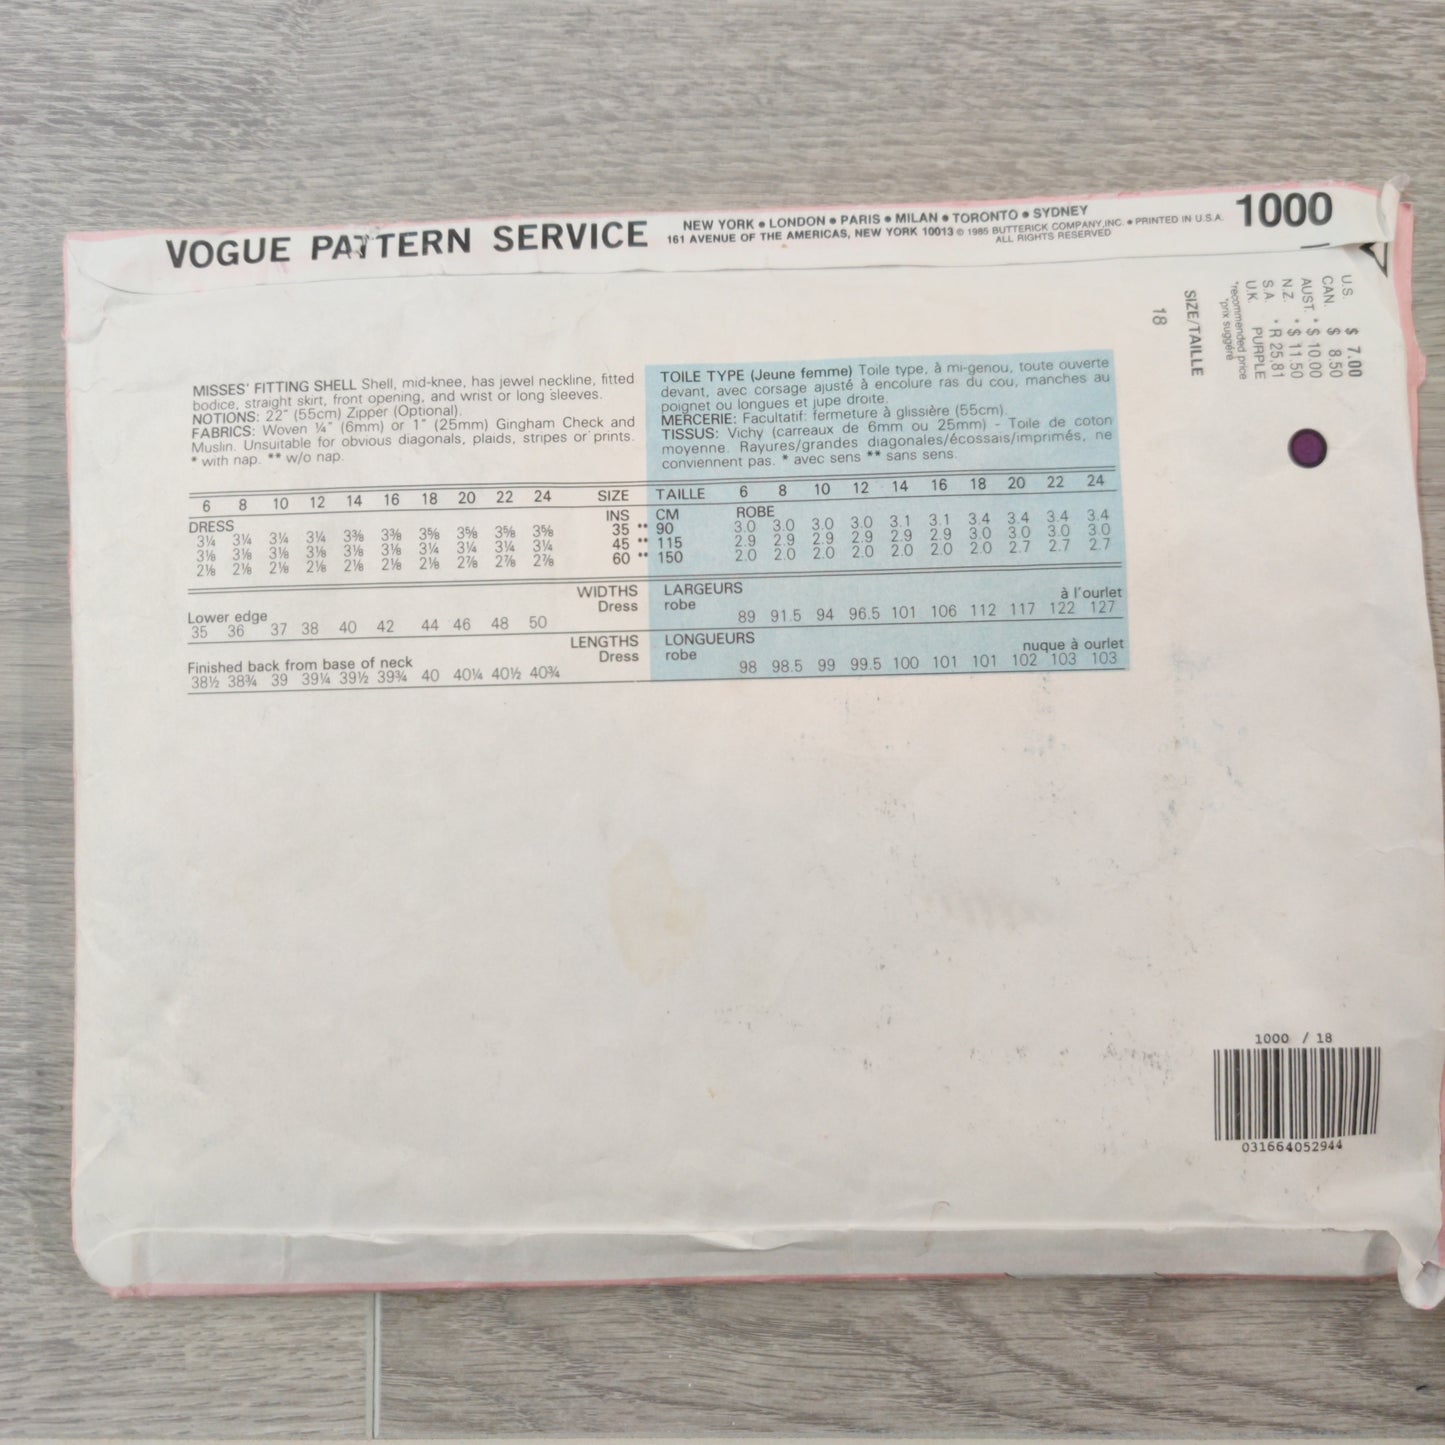 VOGUE PATTERN SERVICE
NEW YORK ● LONDON ● PARIS ● MILAN ● TORONTO ● SYDNEY
161 AVENUE OF THE AMERICAS, NEW YORK 10013 © 1985 BUTTERICK COMPANY, INC. ● PRINTED IN U.S.A.
ALL RIGHTS RESERVED
1000
U.S. $ 7.00
CAN. $ 8.50
AUST. * $ 10.00
N.Z. * $ 11.50
S.A. * R 25.81
U.K. PURPLE
*recommended price
*prix suggéré
SIZE/TAILLE
18
MISSES' FITTING SHELL Shell, mid-knee, has jewel neckline, fitted
bodice, straight skirt, front opening, and wrist or long sleeves.
NOTIONS: 22" (55cm) Zipper (Optional).
FABRICS: Woven ¼" (6mm) or 1" (25mm) Gingham Check and
Muslin. Unsuitable for obvious diagonals, plaids, stripes or prints.
* with nap. ** w/o nap.
TOILE TYPE (Jeune femme) Toile type, à mi-genou, toute ouverte
devant, avec corsage ajusté à encolure ras du cou, manches au
poignet ou longues et jupe droite.
MERCERIE: Facultatif: fermeture à glissière (55cm).
TISSUS: Vichy (carreaux de 6mm ou 25mm) - Toile de coton
moyenne. Rayures/grandes diagonales/écossais/imprimés, ne
conviennent pas. * avec sens ** sans sens.
6 8 10 12 14 16 18 20 22 24 SIZE TAILLE 6 8 10 12 14 16 18 20 22 24
DRESS INS CM ROBE
3¼ 3¼ 3¼ 3¼ 3⅜ 3⅜ 3⅝ 3⅝ 3⅝ 3⅝ 35 ** 90 3.0 3.0 3.0 3.0 3.1 3.1 3.4 3.4 3.4 3.4
3⅛ 3⅛ 3⅛ 3⅛ 3⅛ 3⅛ 3¼ 3¼ 3¼ 3¼ 45 ** 115 2.9 2.9 2.9 2.9 2.9 2.9 3.0 3.0 3.0 3.0
2⅛ 2⅛ 2⅛ 2⅛ 2⅛ 2⅛ 2⅛ 2⅞ 2⅞ 2⅞ 60 ** 150 2.0 2.0 2.0 2.0 2.0 2.0 2.0 2.7 2.7 2.7
WIDTHS LARGEURS à l'ourlet
Lower edge Dress robe
35 36 37 38 40 42 44 46 48 50 89 91.5 94 96.5 101 106 112 117 122 127
LENGTHS LONGUEURS nuque à ourlet
Finished back from base of neck Dress robe
38½ 38¾ 39 39¼ 39½ 39¾ 40 40¼ 40½ 40¾ 98 98.5 99 99.5 100 101 101 102 103 103
1000 / 18
031664052944